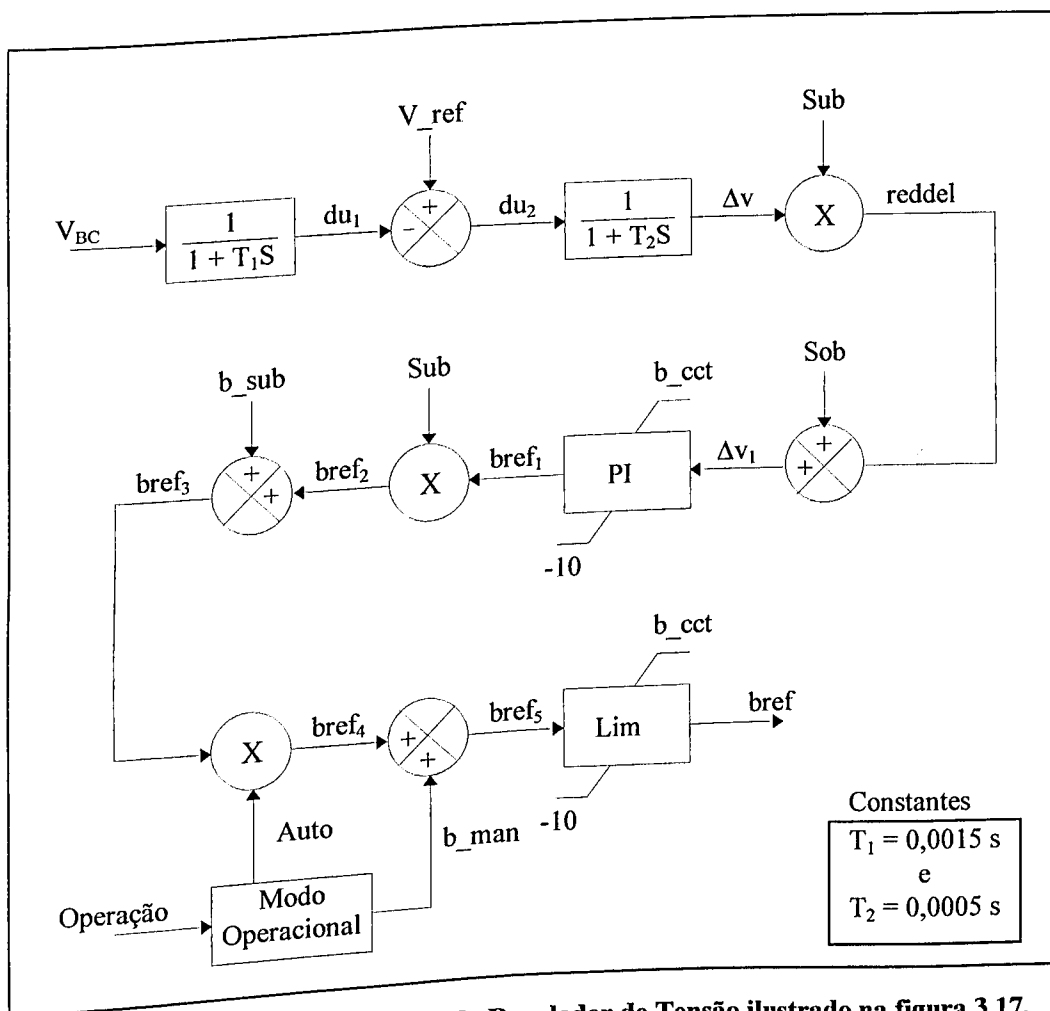 V_ref
Sub
V_BC
1
1 + T₁S
du₁
+
-
du₂
1
1 + T₂S
Δv
X
reddel
b_sub
Sub
b_cct
Sob
bref₃
+
+
bref₂
X
bref₁
PI
Δv₁
+
+
-10
b_cct
X
bref₄
+
+
bref₅
Lim
bref
-10
Auto
b_man
Operação
Modo
Operacional
Constantes
T₁ = 0,0015 s
e
T₂ = 0,0005 s
Regulador de Tensão ilustrado na figura 3.17.